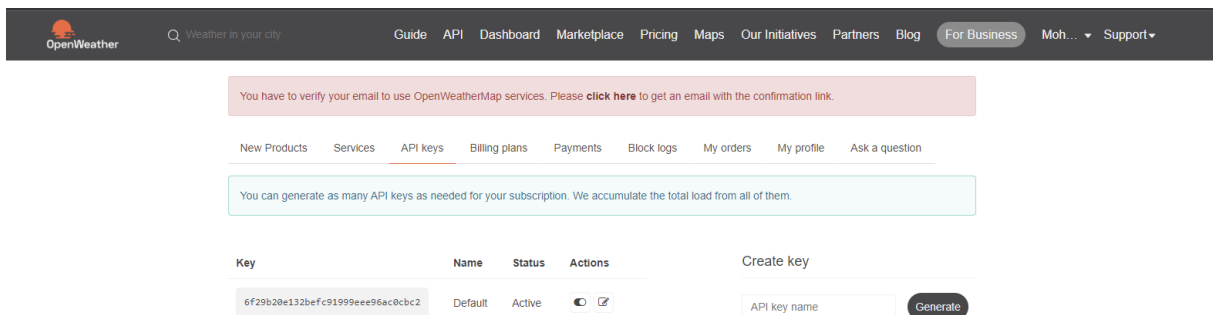 OpenWeather Weather in your city Guide API Dashboard Marketplace Pricing Maps Our Initiatives Partners Blog For Business Moh... Support
You have to verify your email to use OpenWeatherMap services. Please click here to get an email with the confirmation link.
New Products Services API keys Billing plans Payments Block logs My orders My profile Ask a question
You can generate as many API keys as needed for your subscription. We accumulate the total load from all of them.
Key Name Status Actions Create key
6f29b20e132befc91999eee96ac0cbc2 Default Active API key name Generate